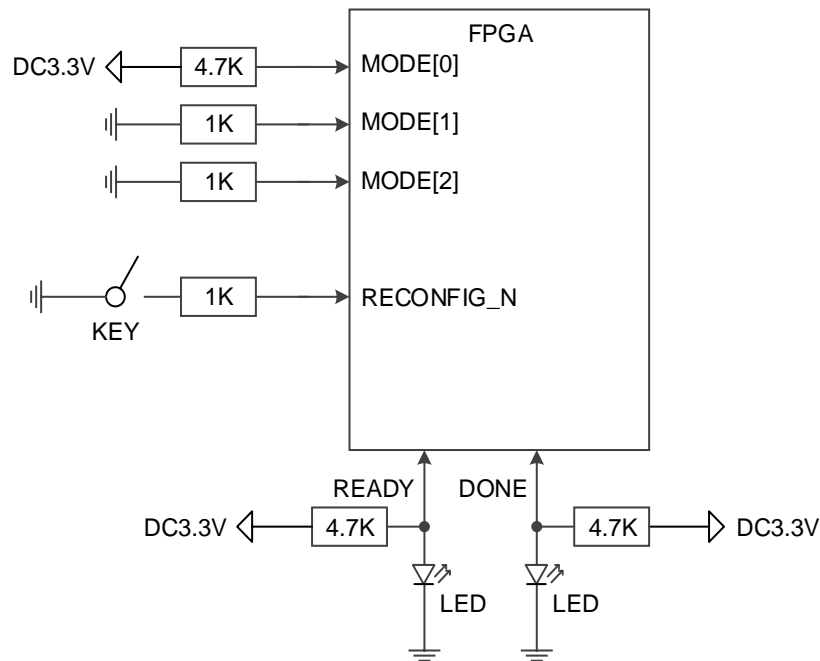 FPGA
DC3.3V 4.7K MODE[0]
1K MODE[1]
1K MODE[2]
1K RECONFIG_N
KEY
READY DONE
DC3.3V 4.7K 4.7K DC3.3V
LED LED